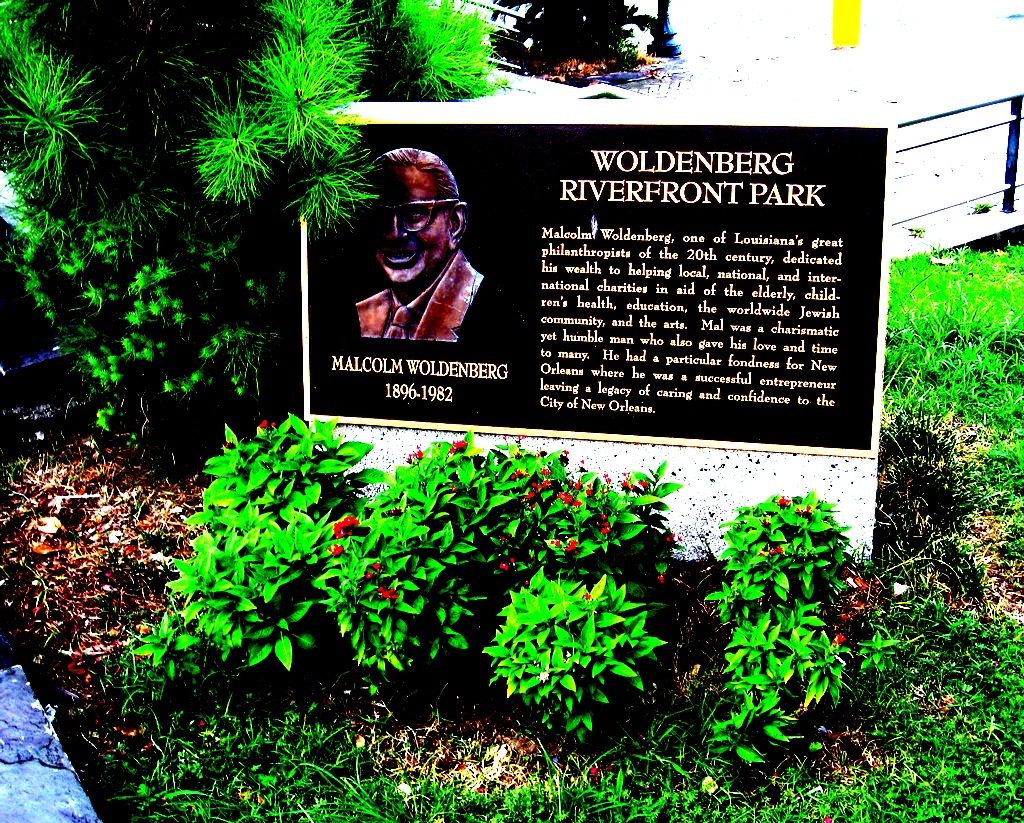 WOLDENBERG
RIVERFRONT PARK
Malcolm Woldenberg, one of Louisiana's great
philanthropists of the 20th century, dedicated
his wealth to helping local, national, and inter-
national charities in aid of the elderly, child-
ren's health, education, the worldwide Jewish
community, and the arts. Mal was a charismatic
yet humble man who also gave his love and time
to many. He had a particular fondness for New
Orleans where he was a successful entrepreneur
leaving a legacy of caring and confidence to the
City of New Orleans.
MALCOLM WOLDENBERG
1896-1982